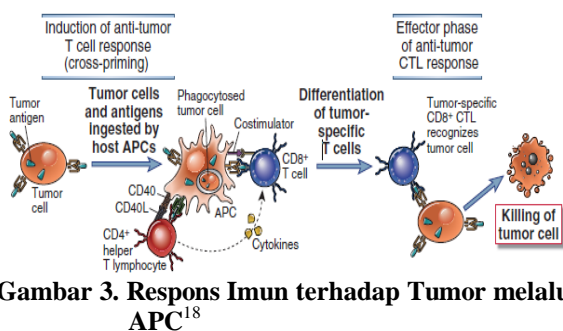 Induction of anti-tumor
T cell response
(cross-priming)
Effector phase
of anti-tumor
CTL response
Tumor
antigen
Tumor cells
and antigens
ingested by
host APCs
Phagocytosed
tumor cell
Costimulator
Differentiation
of tumor-
specific
T cells
Tumor-specific
CD8+ CTL
recognizes
tumor cell
CD8+
T cell
Tumor
cell
CD40
CD40L
APC
CD4+
helper
T lymphocyte
Cytokines
Killing of
tumor cell
Gambar 3. Respons Imun terhadap Tumor melalu
APC18